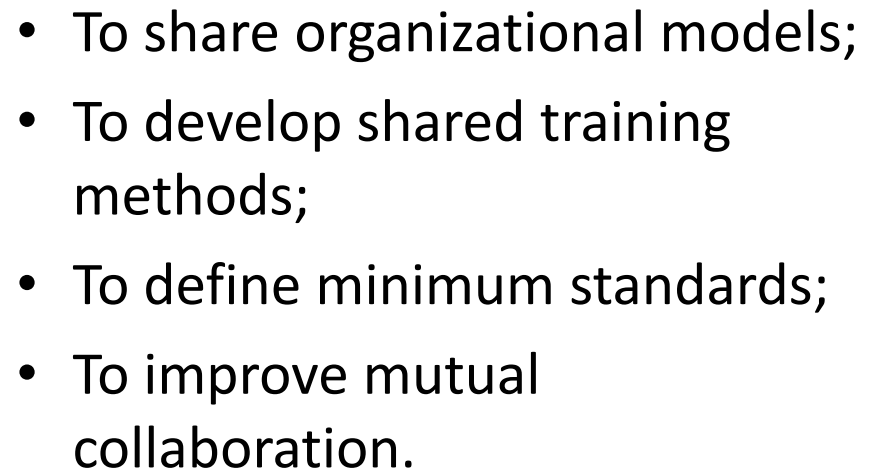 • To share organizational models;
• To develop shared training
methods;
• To define minimum standards;
• To improve mutual
collaboration.